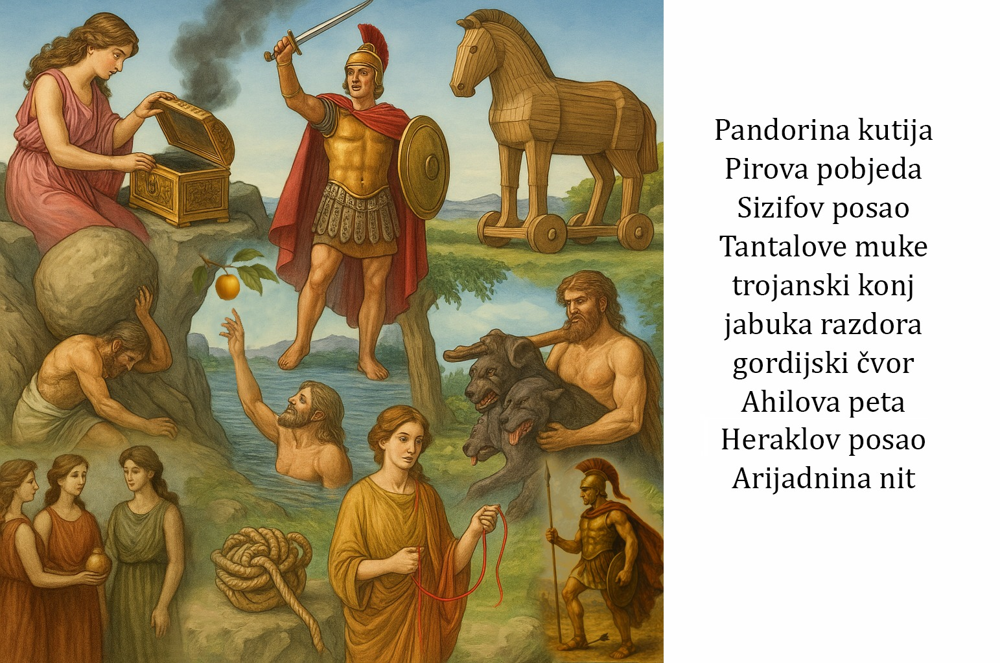 Pandorina kutija
Pirova pobjeda
Sizifov posao
Tantalove muke
trojanski konj
jabuka razdora
gordijski čvor
Ahilova peta
Heraklov posao
Arijadnina nit